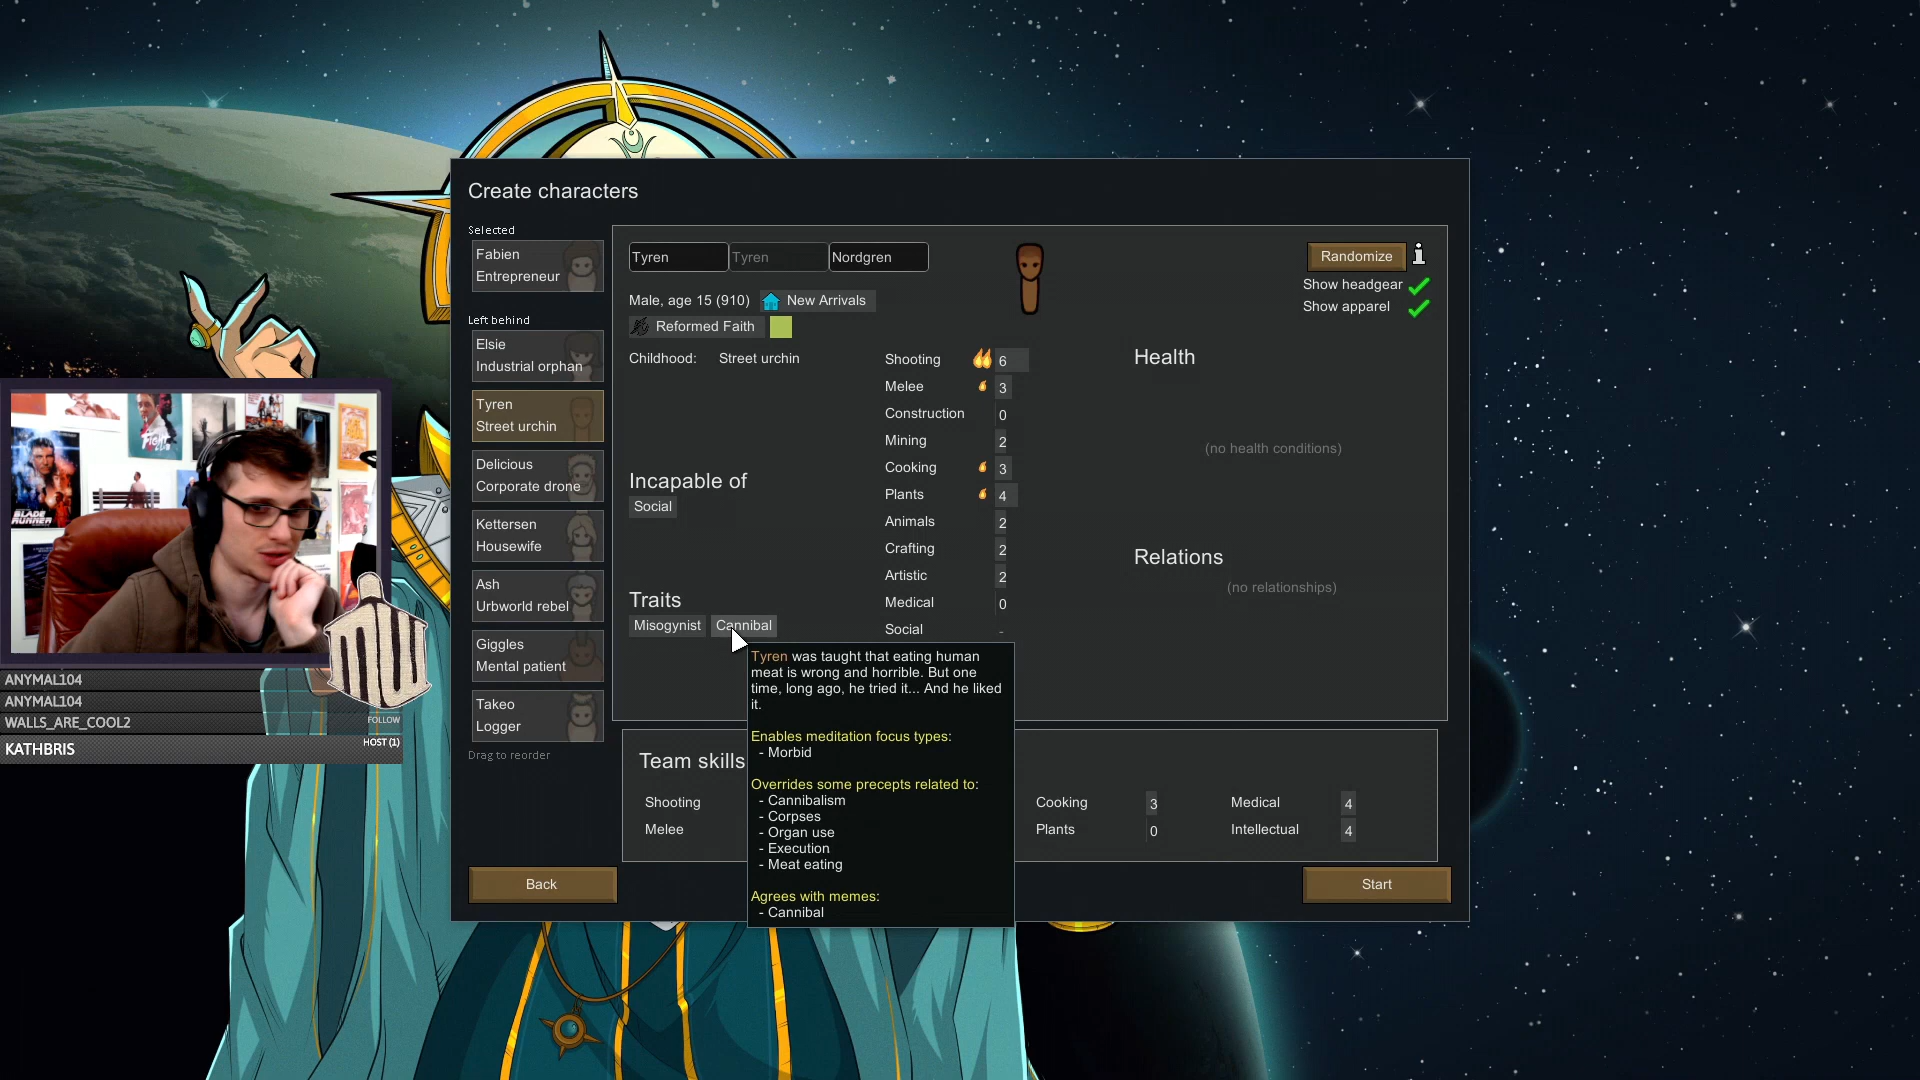 Create characters
Selected
Fabien
Entrepreneur
Left behind
Elsie
Industrial orphan
Tyren
Street urchin
Delicious
Corporate drone
Kettersen
Housewife
Ash
Urbworld rebel
Giggles
Mental patient
Takeo
Logger
Drag to reorder
Tyren
Tyren
Nordgren
Male, age 15 (910)
New Arrivals
Reformed Faith
Childhood: Street urchin
Incapable of
Social
Traits
Misogynist
Cannibal
Shooting 6
Melee 3
Construction 0
Mining 2
Cooking 3
Plants 4
Animals 2
Crafting 2
Artistic 2
Medical 0
Social -
Randomize
Show headgear
Show apparel
Health
(no health conditions)
Relations
(no relationships)
Tyren was taught that eating human
meat is wrong and horrible. But one
time, long ago, he tried it... And he liked
it.
Enables meditation focus types:
- Morbid
Overrides some precepts related to:
- Cannibalism
- Corpses
- Organ use
- Execution
- Meat eating
Agrees with memes:
- Cannibal
Team skills
Shooting
Melee
Cooking 3
Plants 0
Medical 4
Intellectual 4
Back
Start
BLADE
RUNNER
FIGHT
ANYMAL104
ANYMAL104
WALLS_ARE_COOL2
FOLLOW
KATHBRIS
HOST (1)